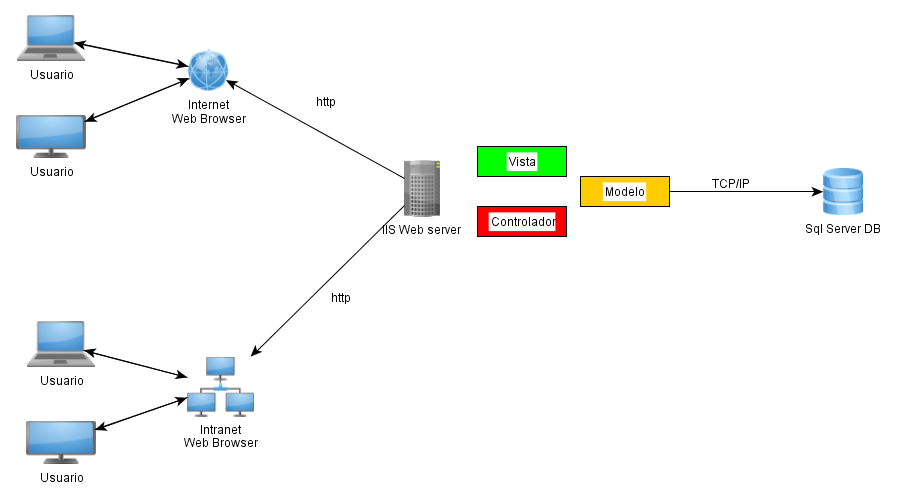 Usuario
Usuario
Internet
Web Browser
http
Vista
Modelo
Controlador
TCP/IP
Sql Server DB
IIS Web server
http
Usuario
Usuario
Intranet
Web Browser